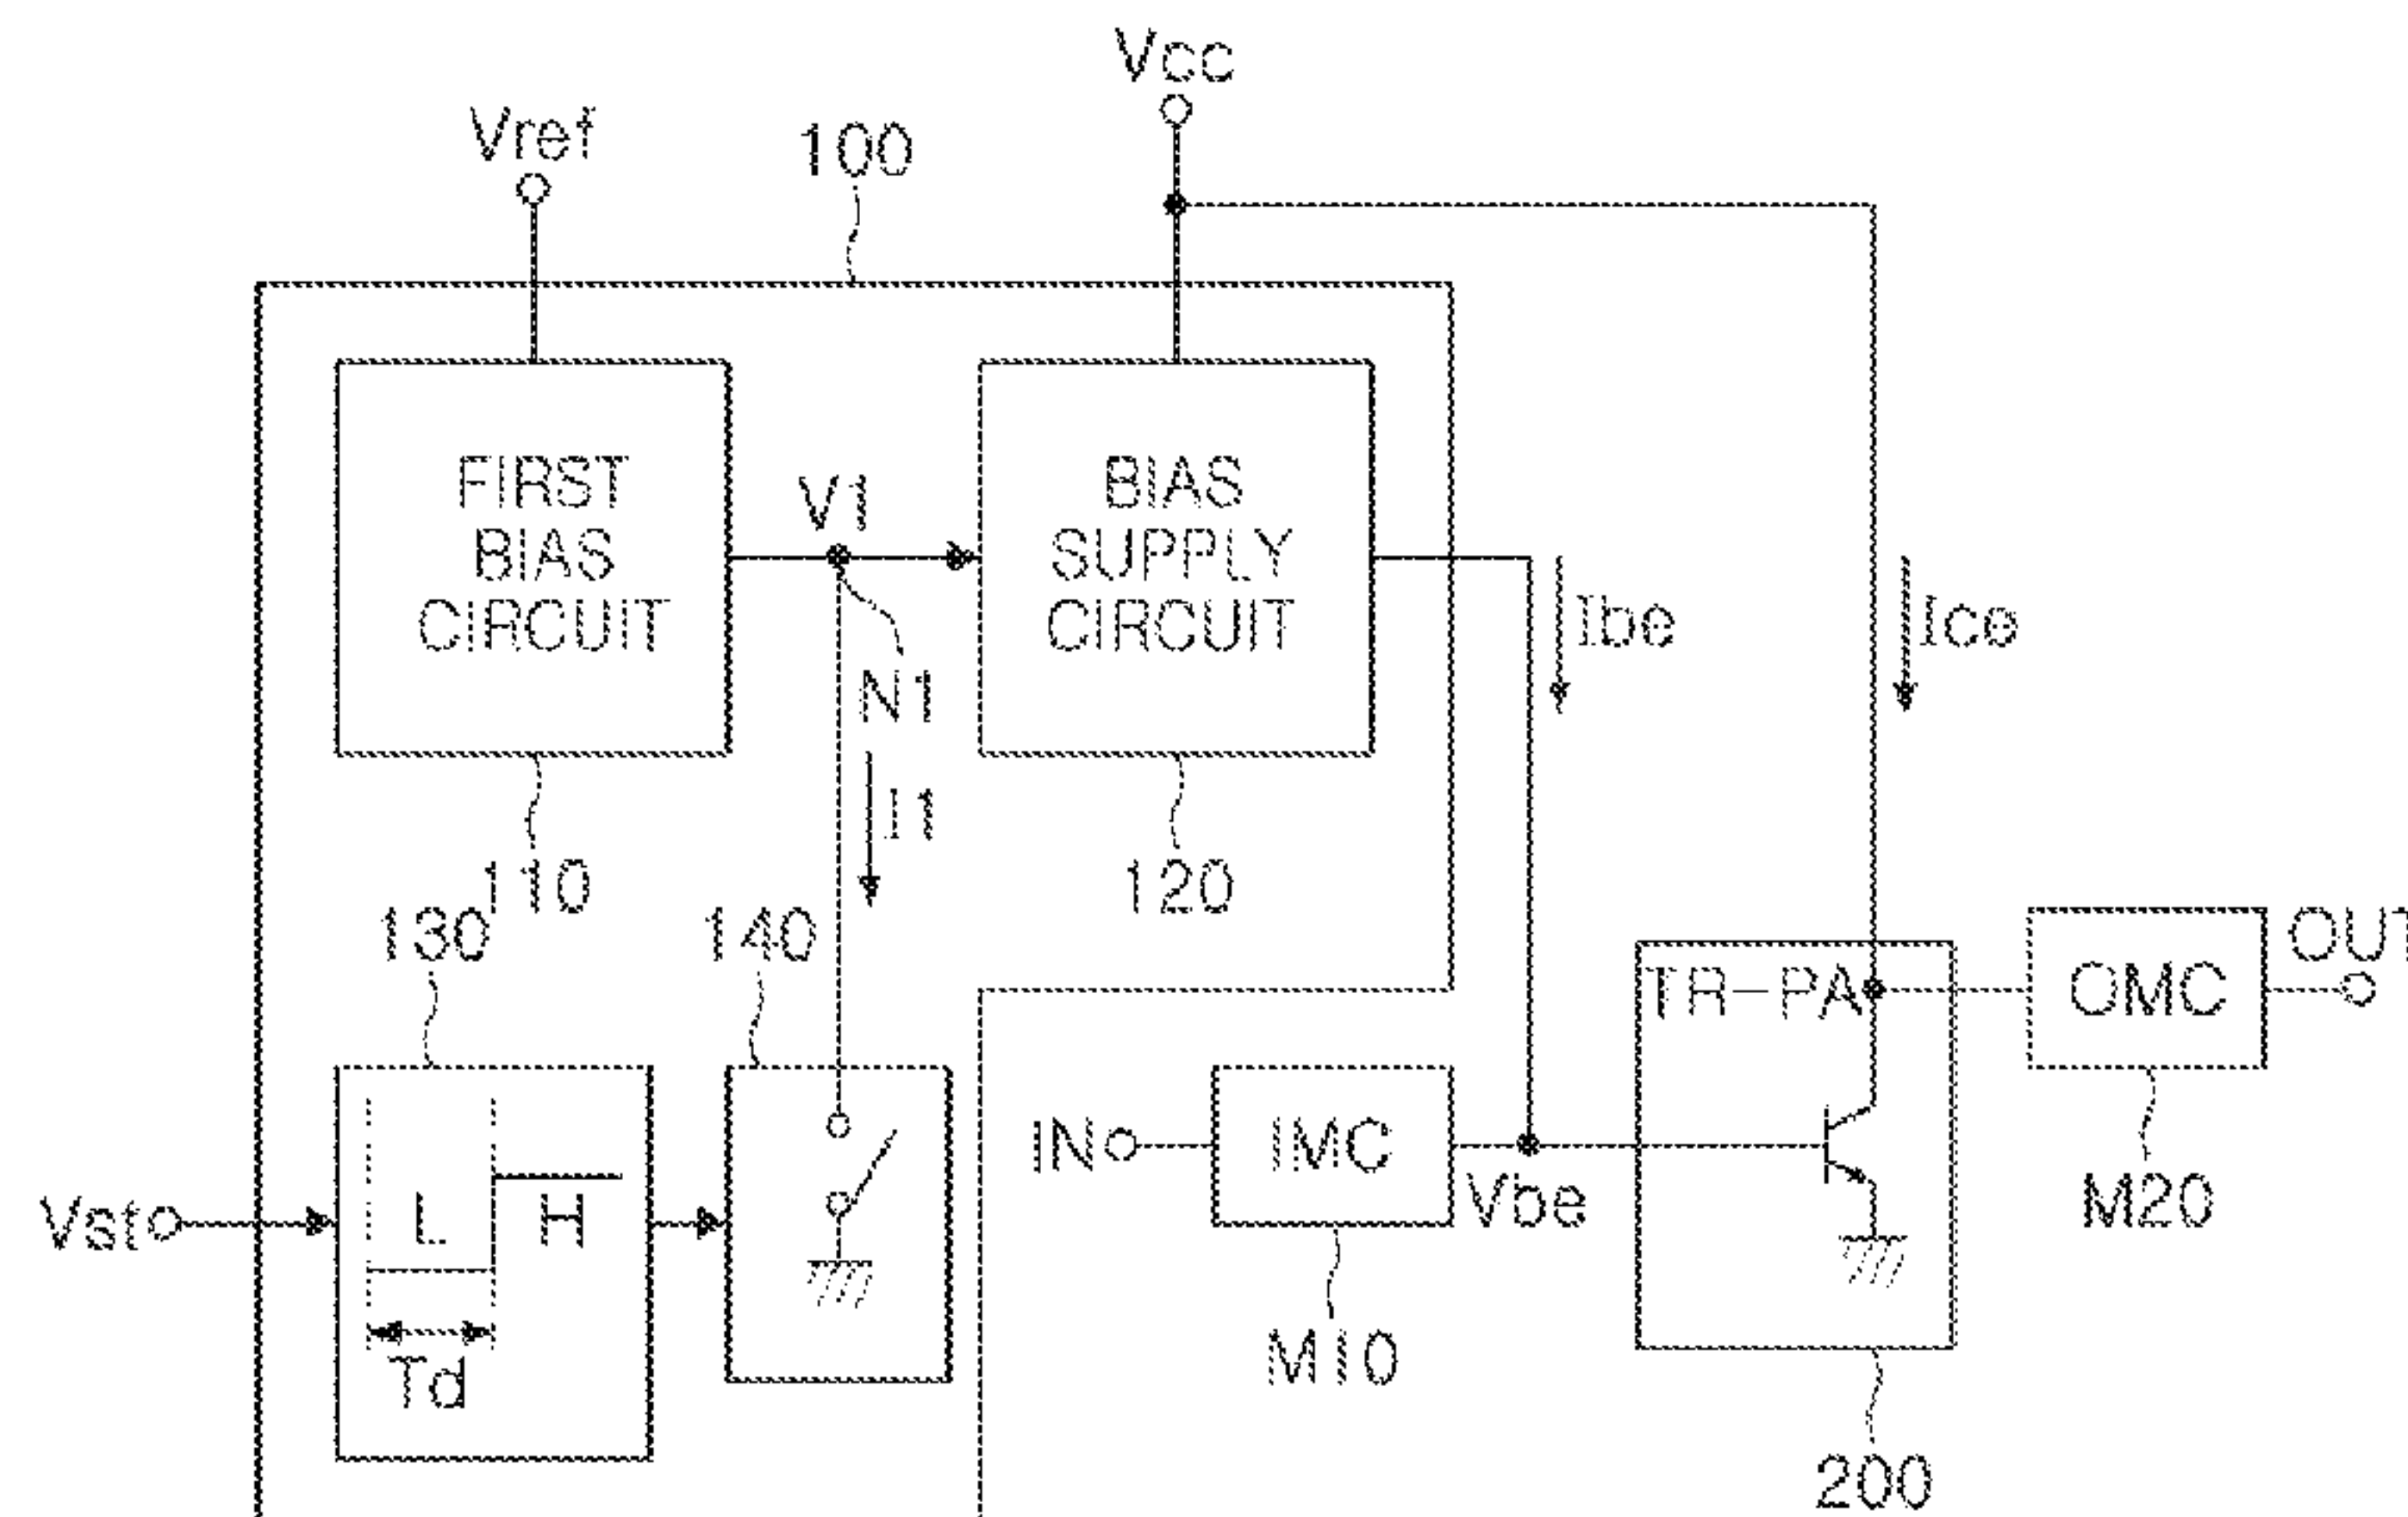 Vcc
Vref
100
FIRST
BIAS
CIRCUIT
V1
BIAS
SUPPLY
CIRCUIT
Ibe
Ice
N1
I1
110
120
130
140
TR-PA
OMC
OUT
IN
IMC
Vbe
M20
Vst
L
H
Td
M10
200